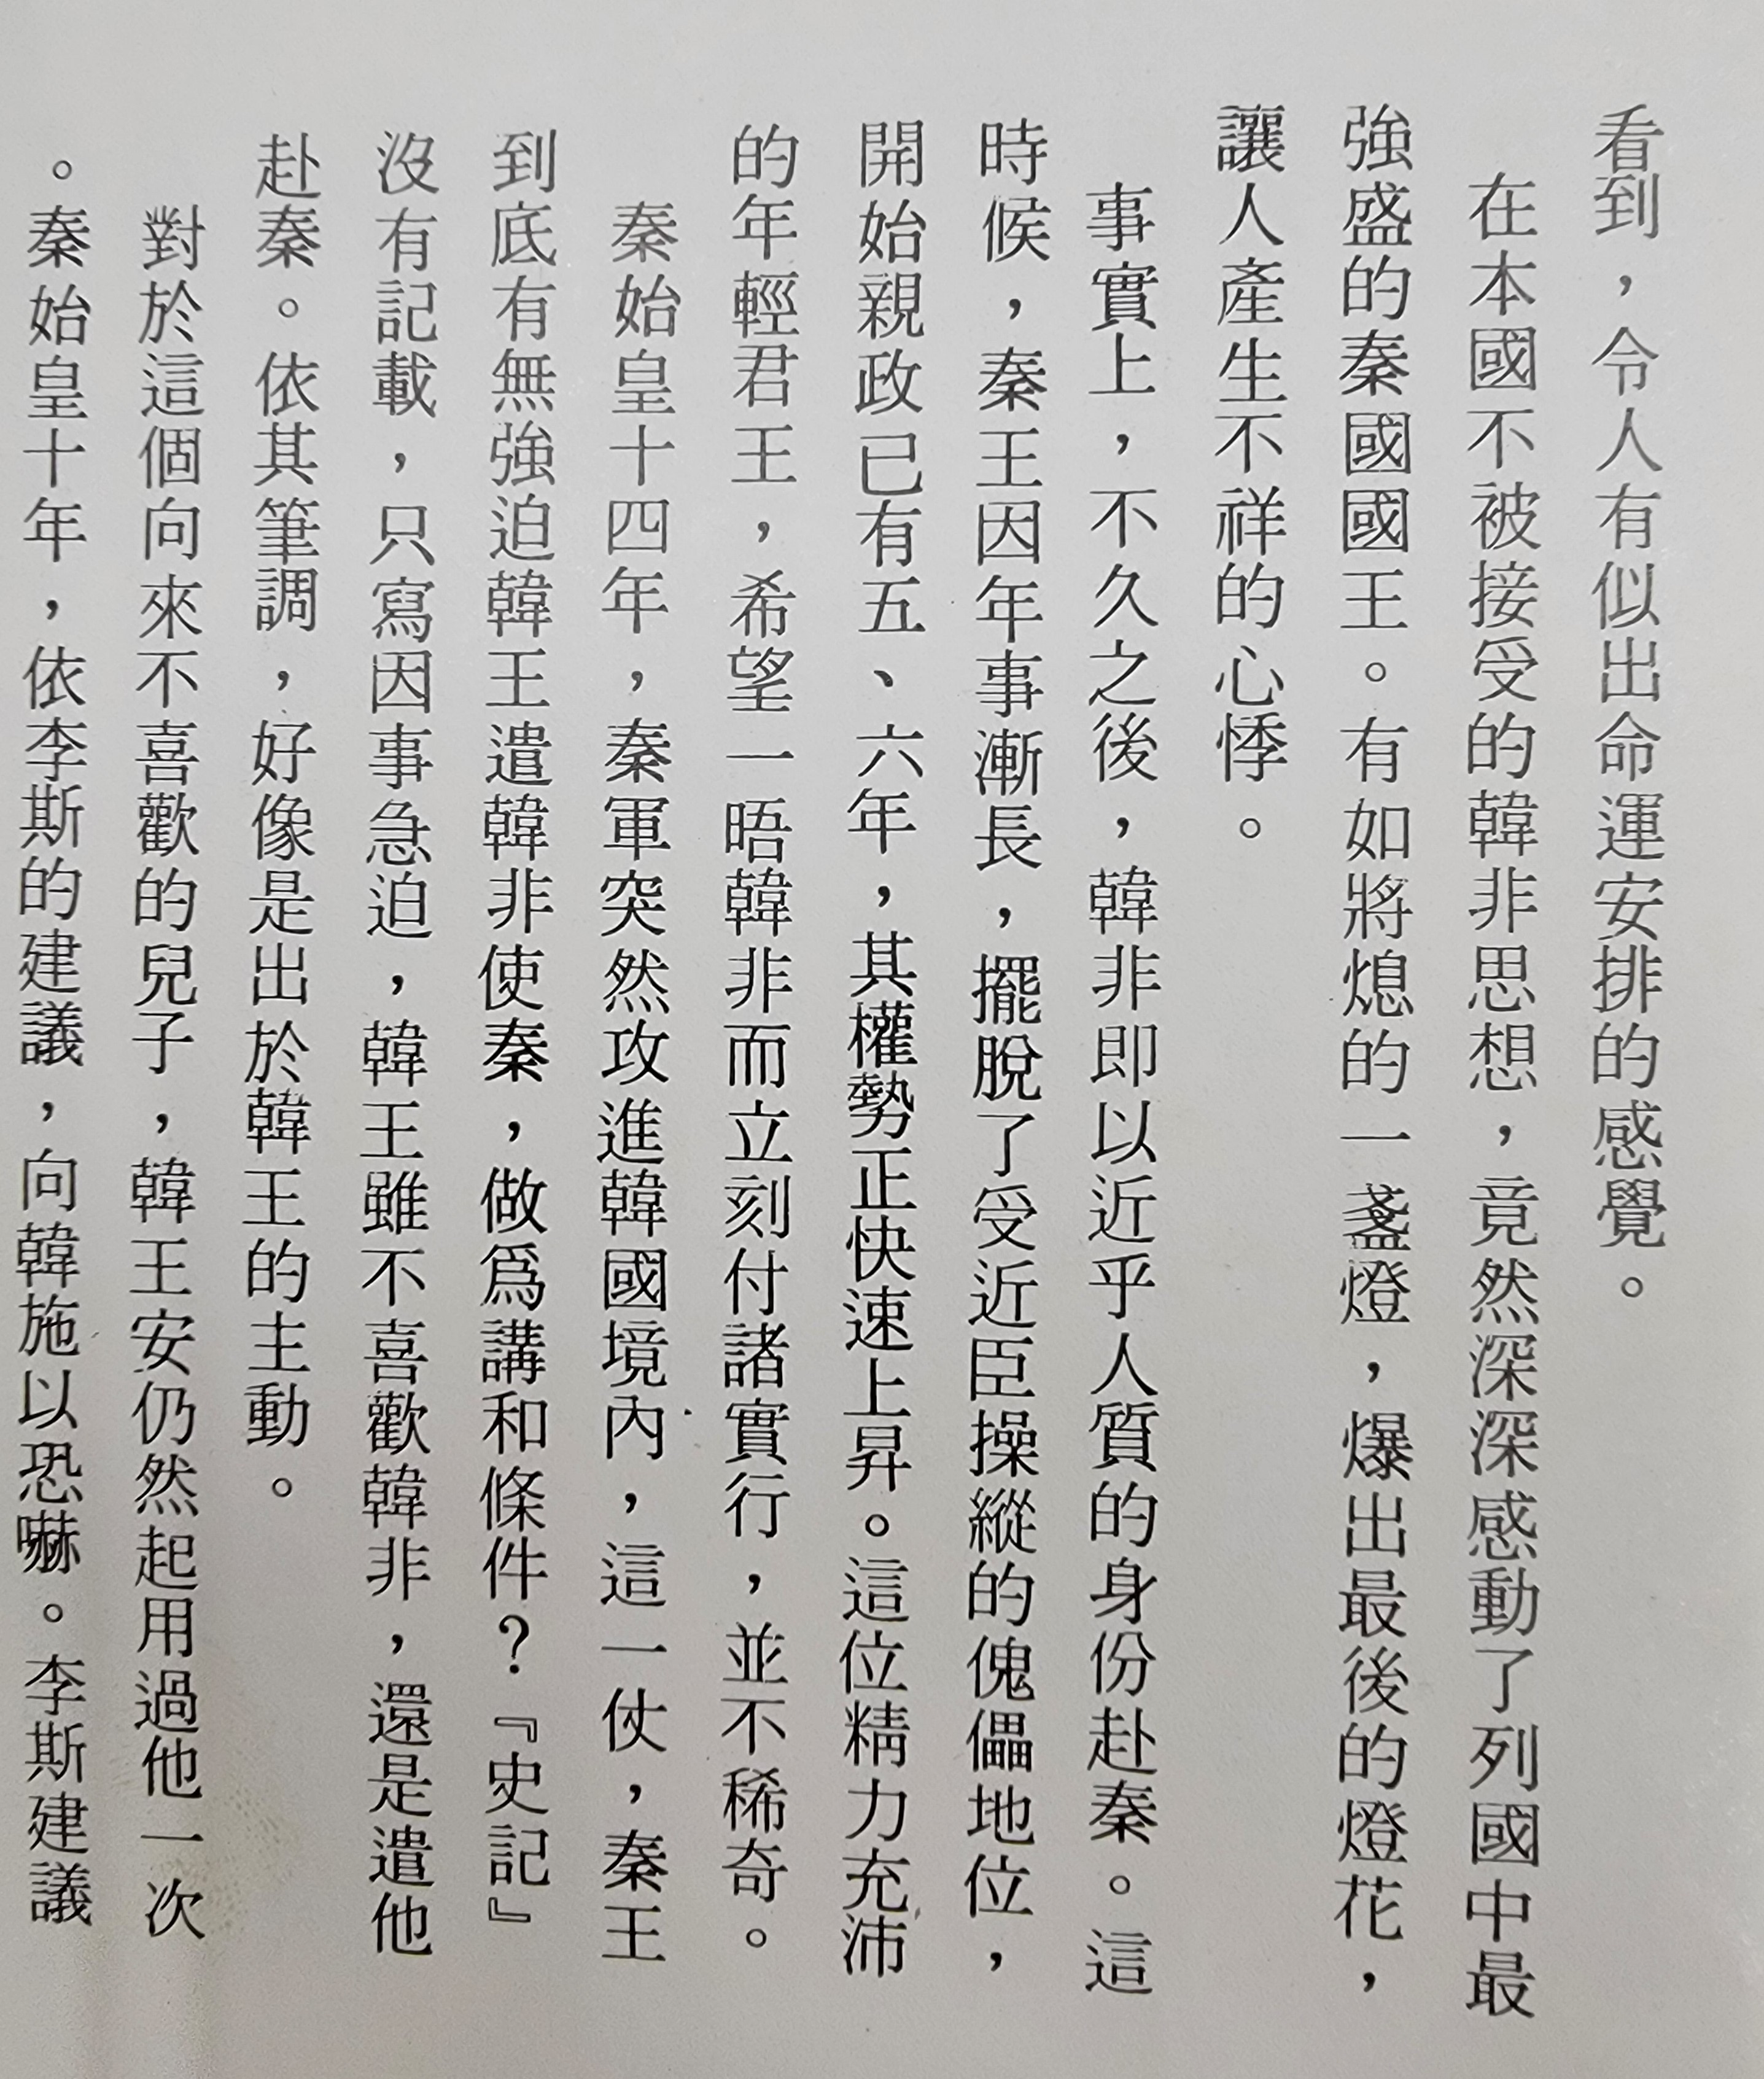 看到，令人有似出命運安排的感覺。
在本國不被接受的韓非思想，竟然深深感動了列國中最
強盛的秦國國王。有如將熄的一盞燈，爆出最後的燈花，
讓人產生不祥的心悸。
事實上，不久之後，韓非即以近乎人質的身份赴秦。這
時候，秦王因年事漸長，擺脫了受近臣操縱的傀儡地位，
開始親政已有五、六年，其權勢正快速上昇。這位精力充沛
的年輕君王，希望一晤韓非而立刻付諸實行，並不稀奇。
秦始皇十四年，秦軍突然攻進韓國境內，這一仗，秦王
到底有無強迫韓王遣韓非使秦，做爲講和條件？『史記』
沒有記載，只寫因事急迫，韓王雖不喜歡韓非，還是遣他
赴秦。依其筆調，好像是出於韓王的主動。
對於這個向來不喜歡的兒子，韓王安仍然起用過他一次
。秦始皇十年，依李斯的建議，向韓施以恐嚇。李斯建議